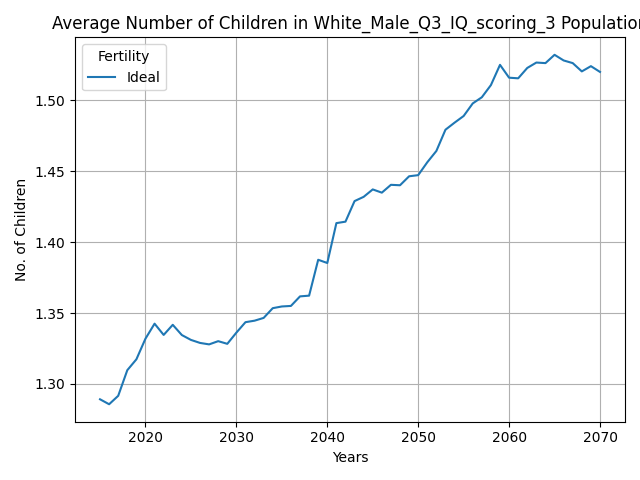 Average Number of Children in White_Male_Q3_IQ_scoring_3 Population
Fertility
Ideal
No. of Children
1.50
1.45
1.40
1.35
1.30
2020 2030 2040 2050 2060 2070
Years